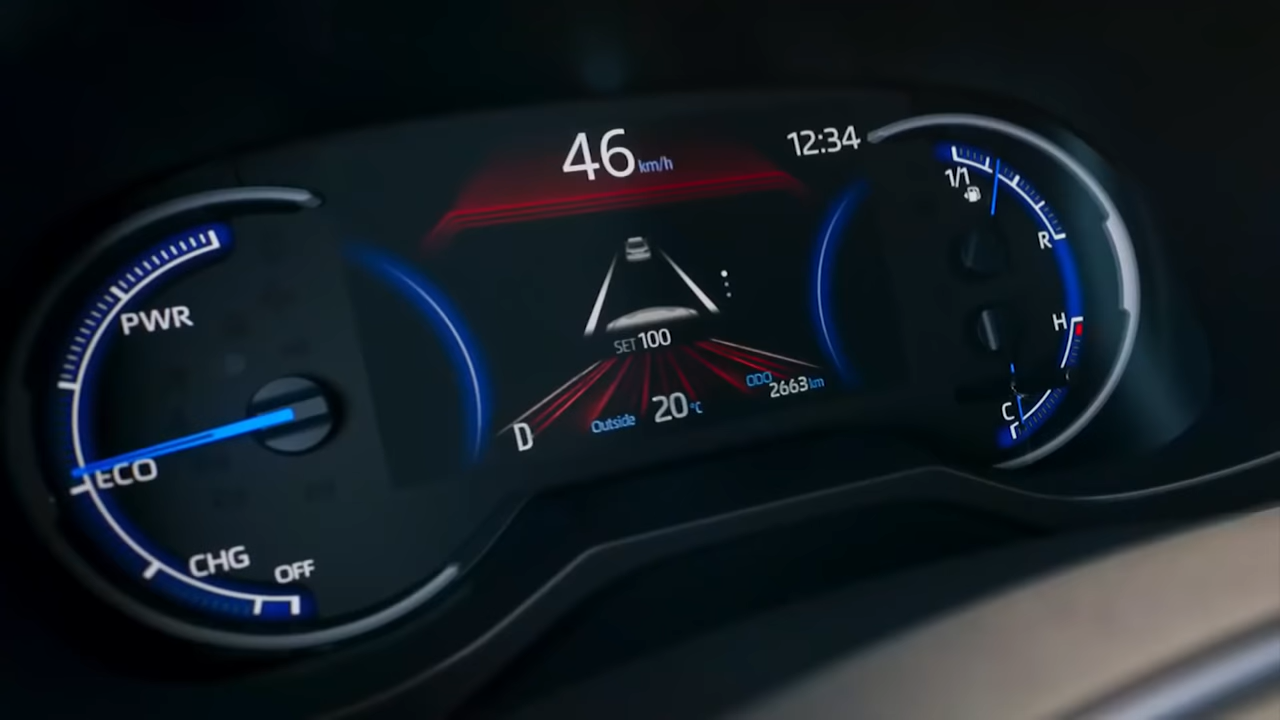 46 km/h
12:34
1/1
R
PWR
H
SET 100
ODO 2663 km
Outside 20 °C
D
C
ECO
CHG
OFF